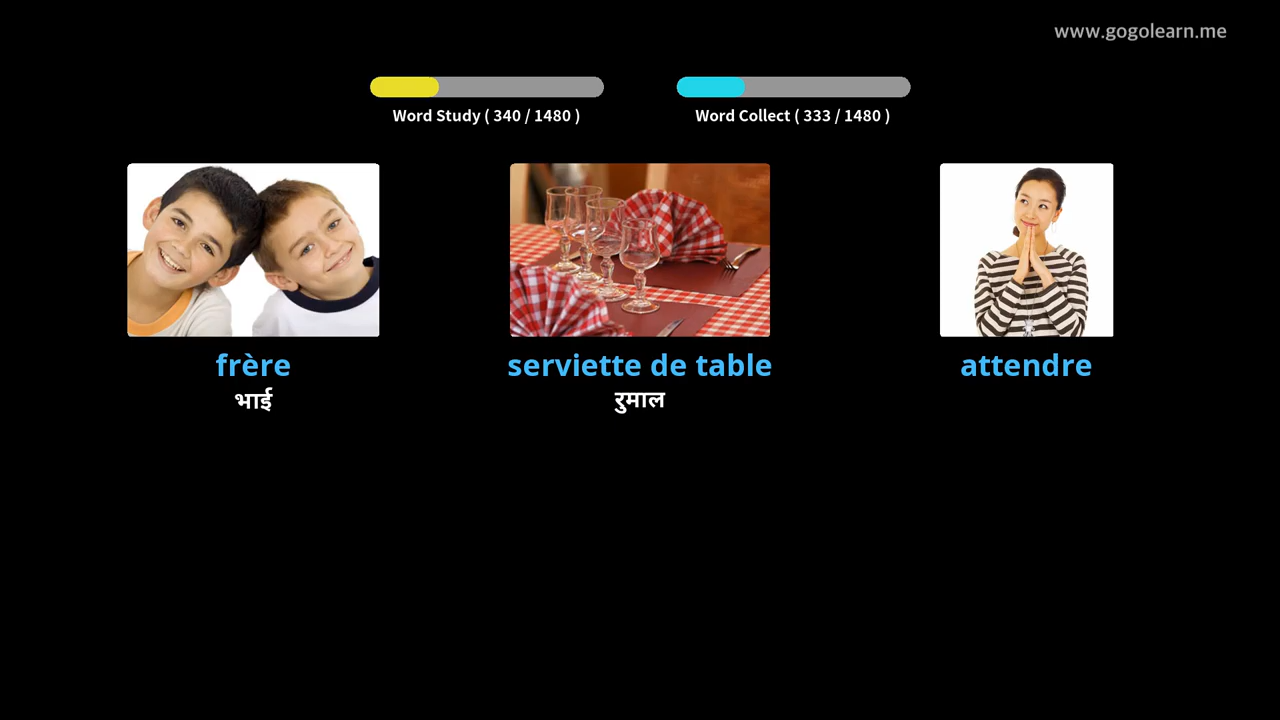 www.gogolearn.me
Word Study ( 340 / 1480 )
Word Collect ( 333 / 1480 )
frère
भाई
serviette de table
रुमाल
attendre